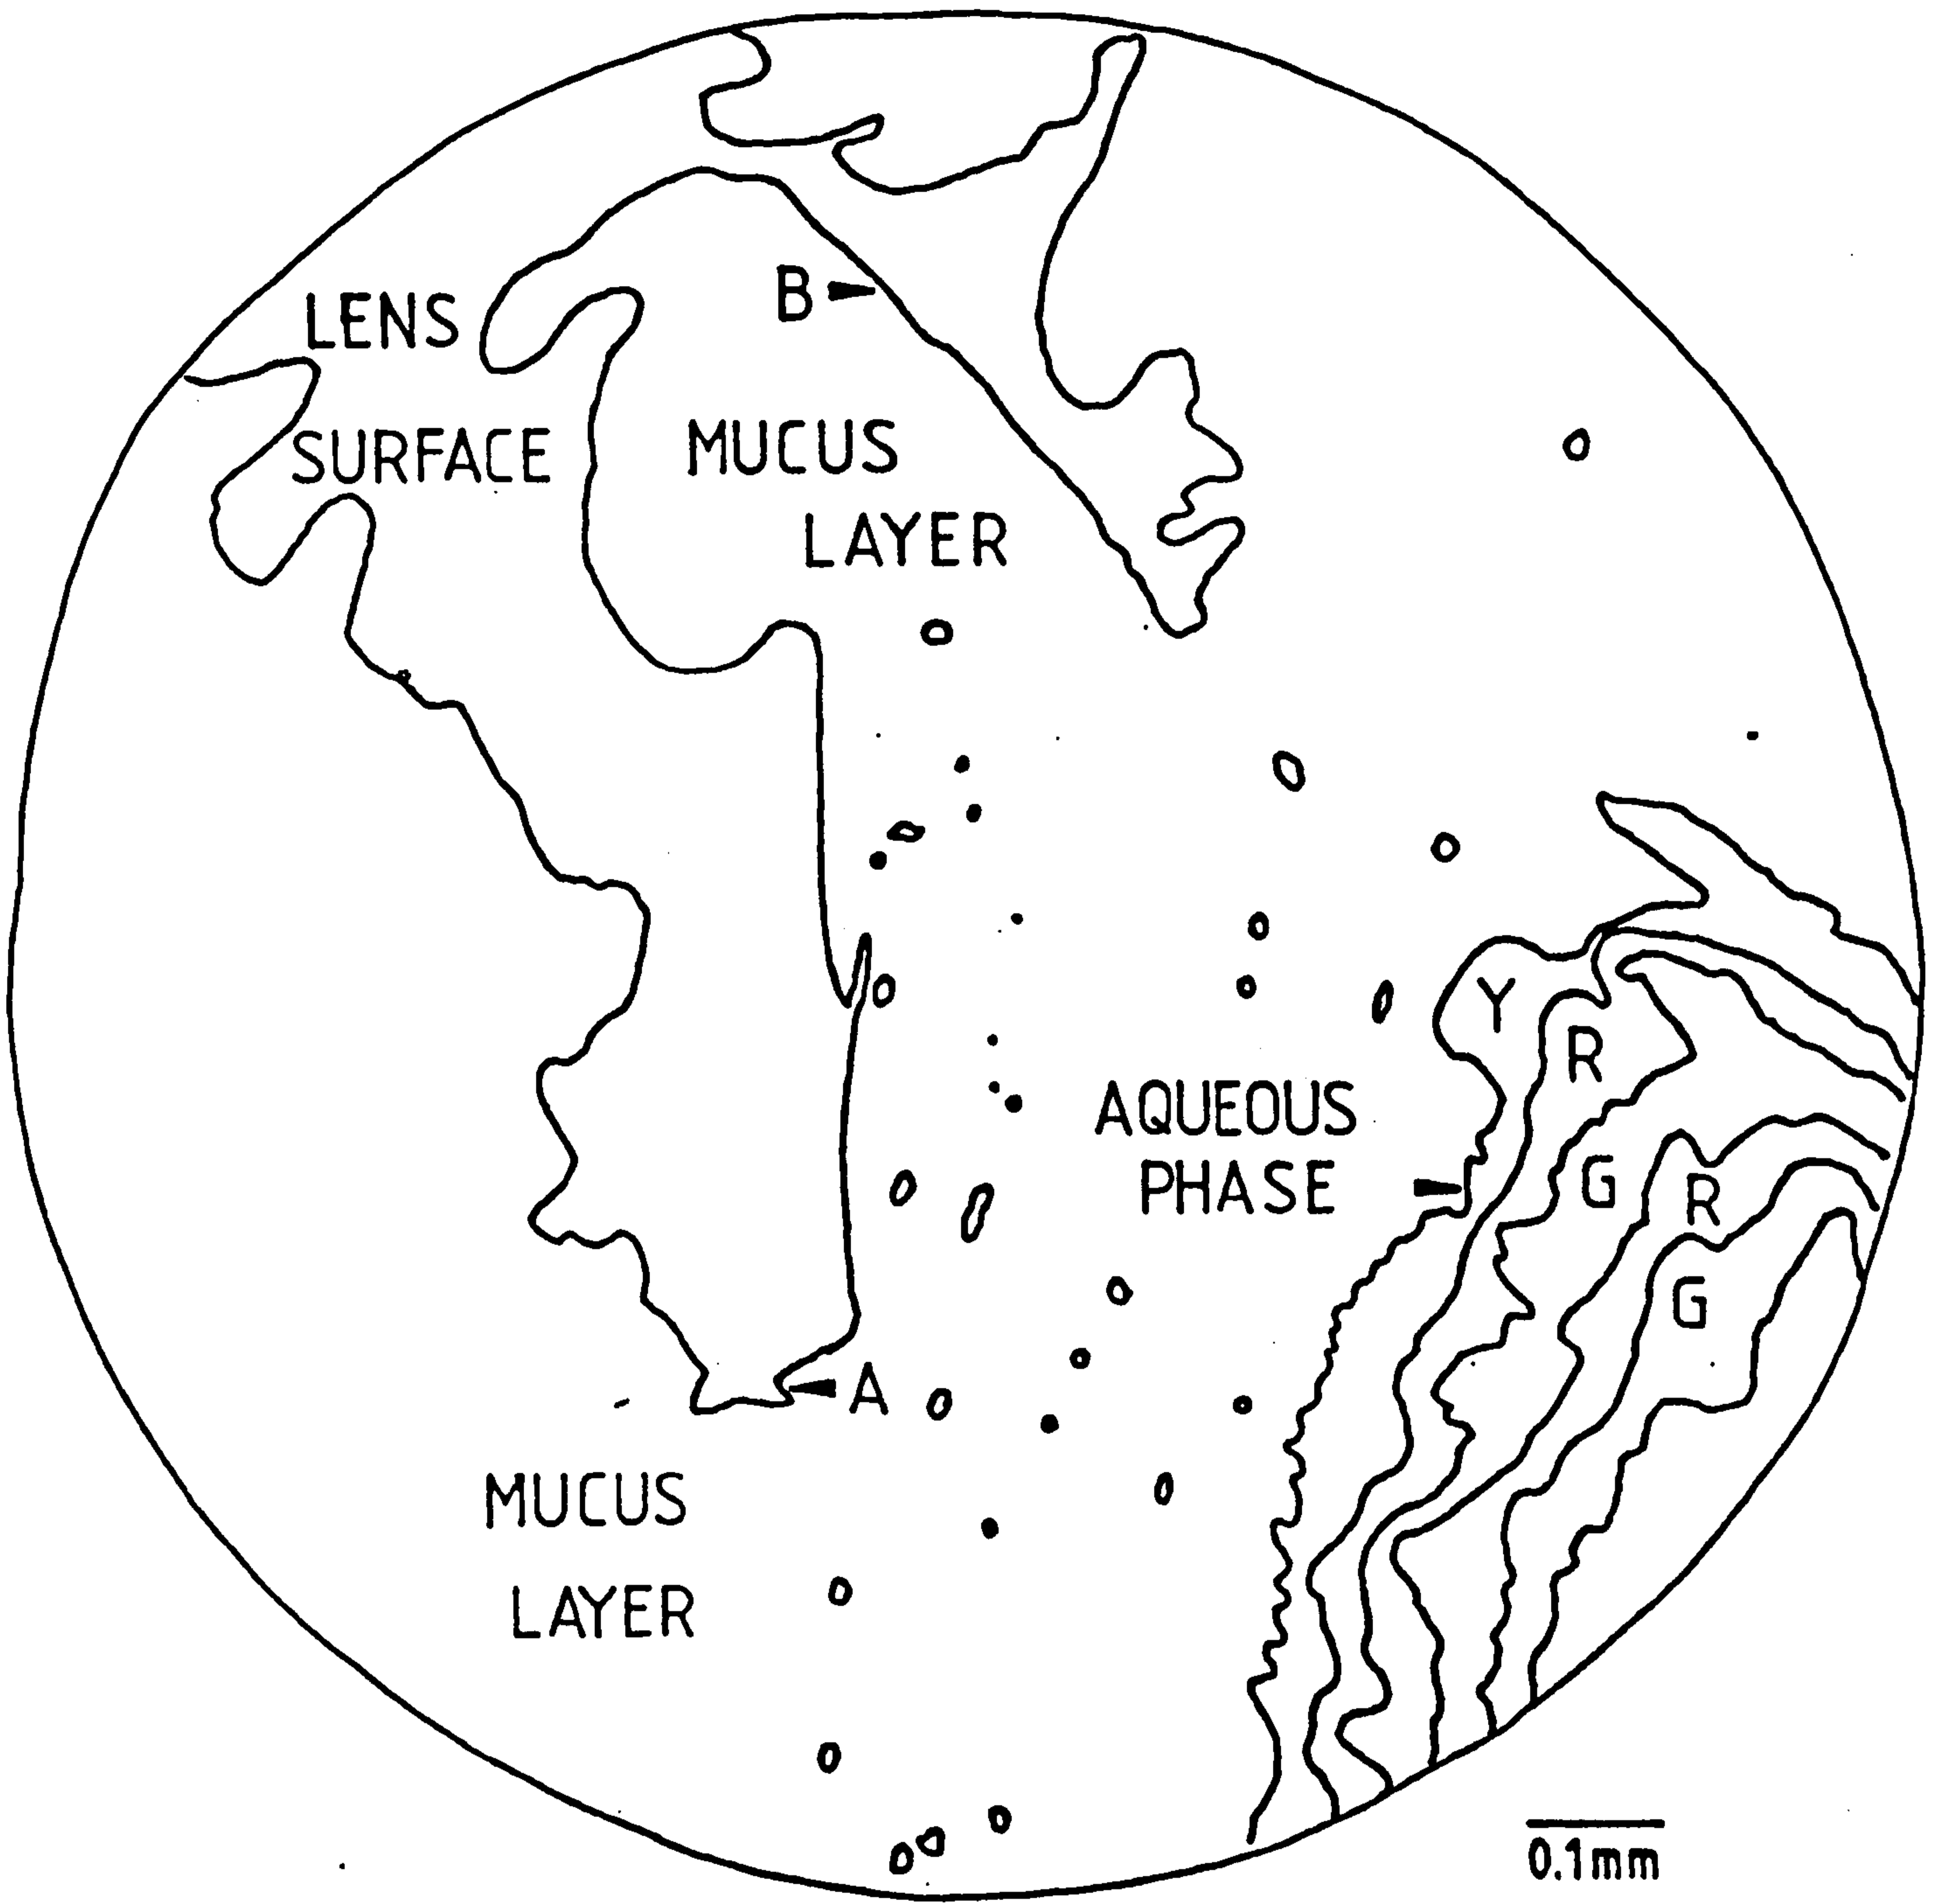 B
LENS
SURFACE
MUCUS
LAYER
Y
R
AQUEOUS
PHASE
G
R
G
A
MUCUS
LAYER
0.1mm